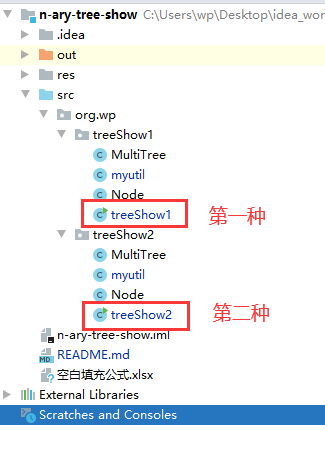 n-ary-tree-show C:\Users\wp\Desktop\idea_wor
.idea
out
res
src
org.wp
treeShow1
MultiTree
myutil
Node
treeShow1 第一种
treeShow2
MultiTree
myutil
Node
treeShow2 第二种
n-ary-tree-show.iml
README.md
空白填充公式.xlsx
External Libraries
Scratches and Consoles